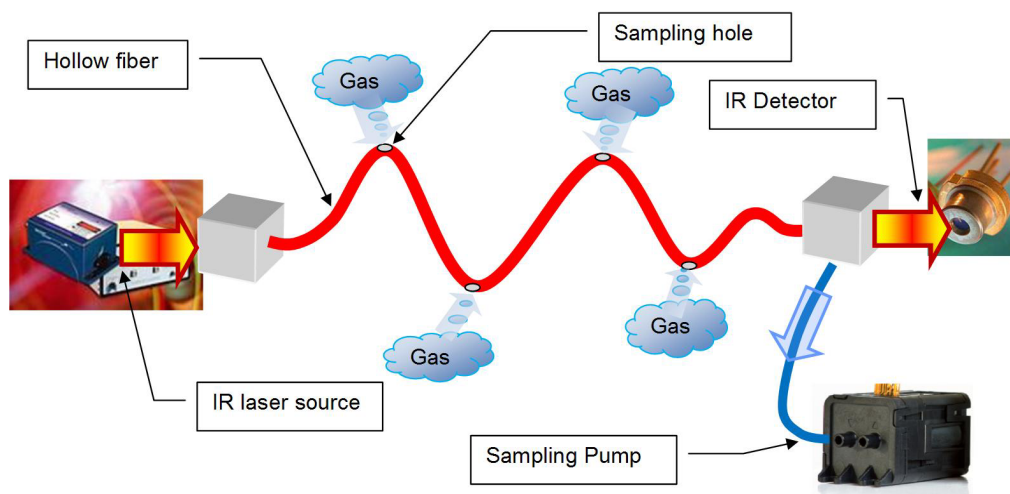 Sampling hole
Hollow fiber
Gas
Gas
IR Detector
Gas
Gas
IR laser source
Sampling Pump